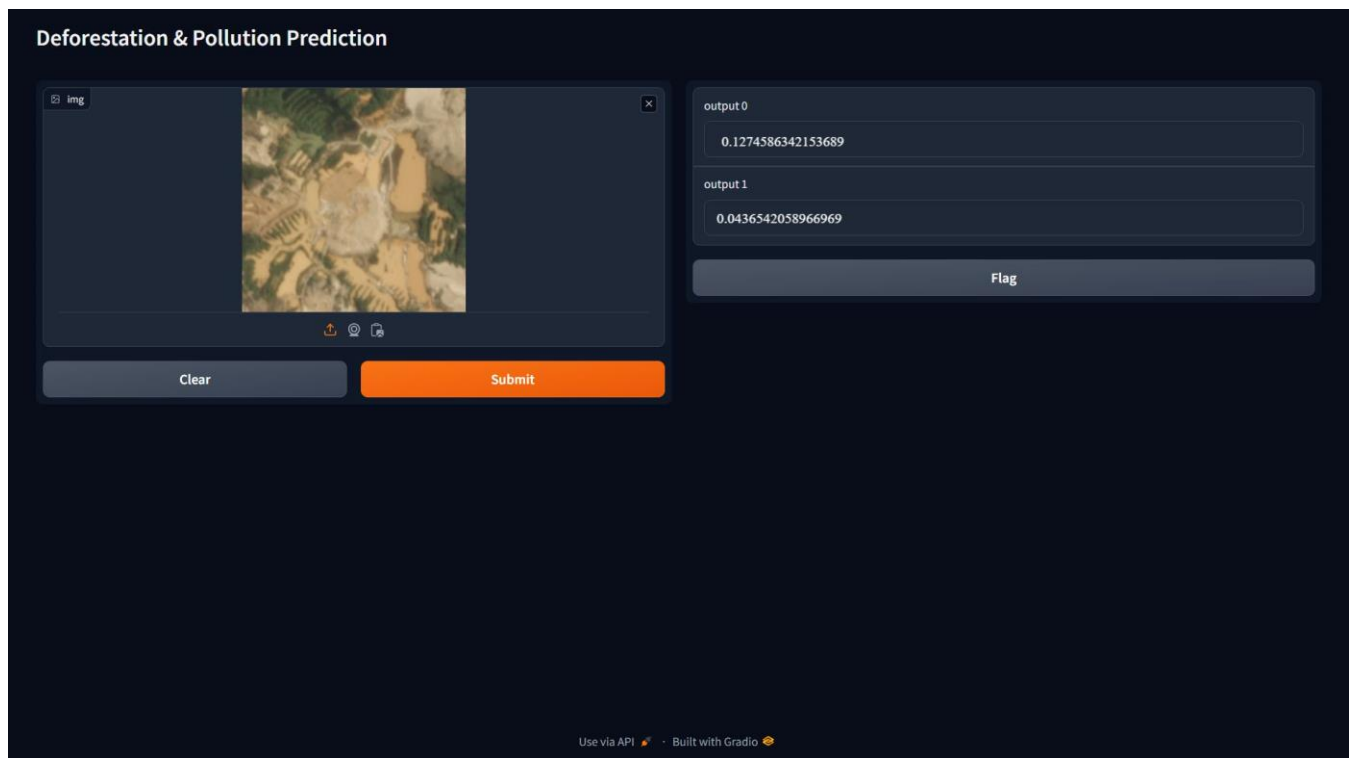 Deforestation & Pollution Prediction
img
output 0
0.1274586342153689
output 1
0.0436542058966969
Flag
Clear
Submit
Use via API · Built with Gradio